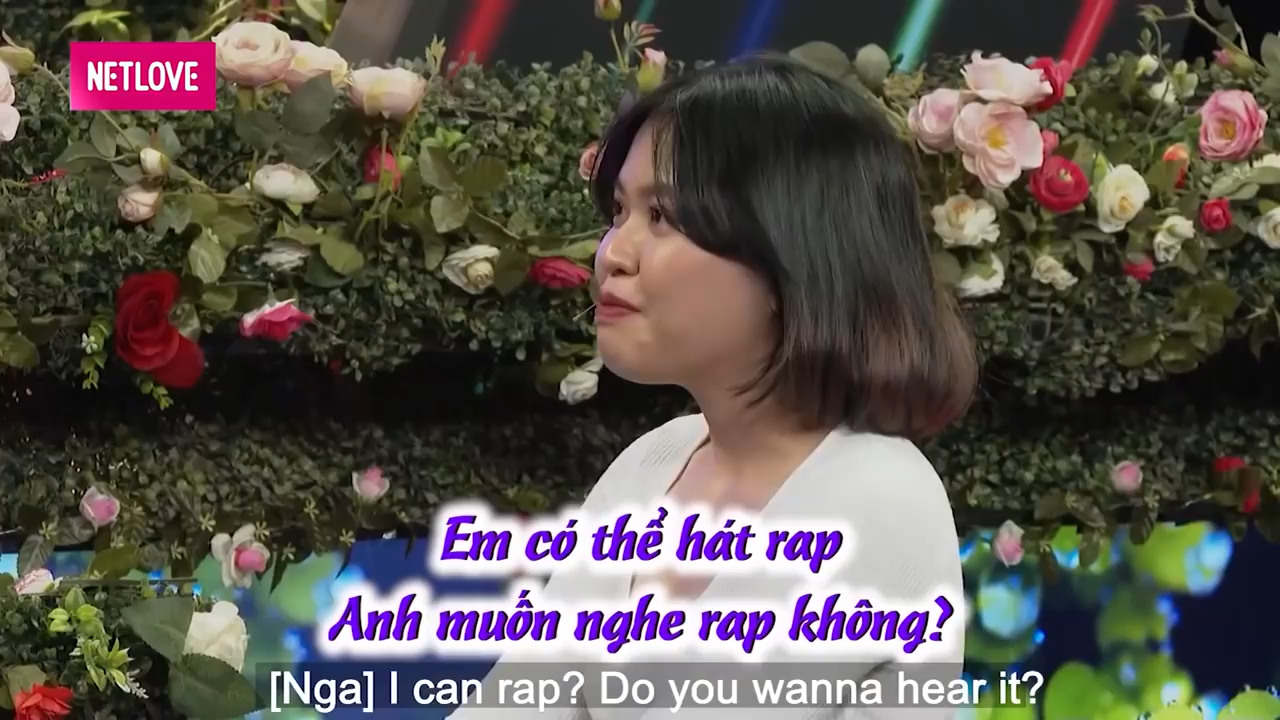 NETLOVE
Em có thể hát rap
Anh muốn nghe rap không?
[Nga] I can rap? Do you wanna hear it?